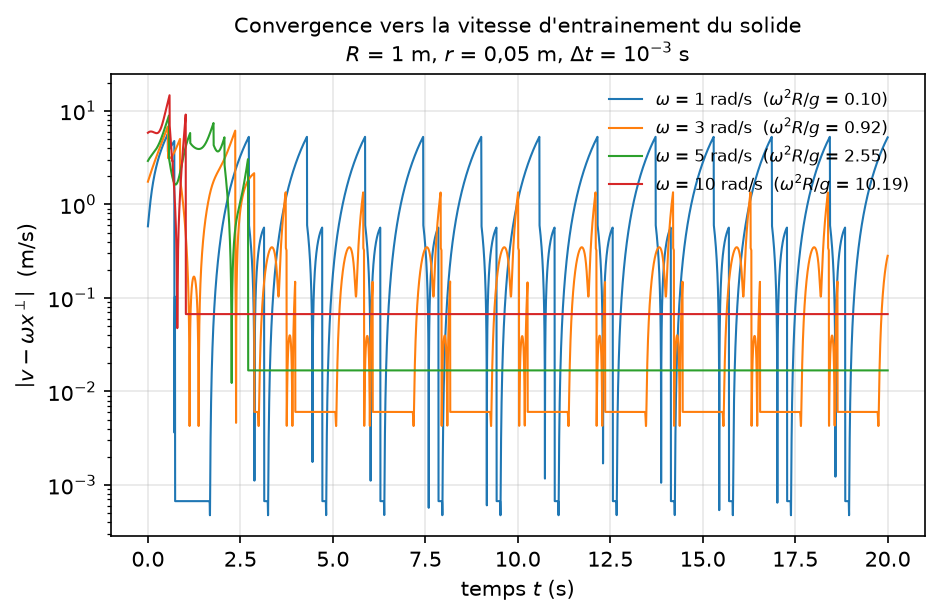 Convergence vers la vitesse d'entrainement du solide
R = 1 m, r = 0,05 m, Δt = 10⁻³ s
ω = 1 rad/s (ω²R/g = 0.10)
ω = 3 rad/s (ω²R/g = 0.92)
ω = 5 rad/s (ω²R/g = 2.55)
ω = 10 rad/s (ω²R/g = 10.19)
|v − ωx^⊥| (m/s)
10¹
10⁰
10⁻¹
10⁻²
10⁻³
0.0 2.5 5.0 7.5 10.0 12.5 15.0 17.5 20.0
temps t (s)